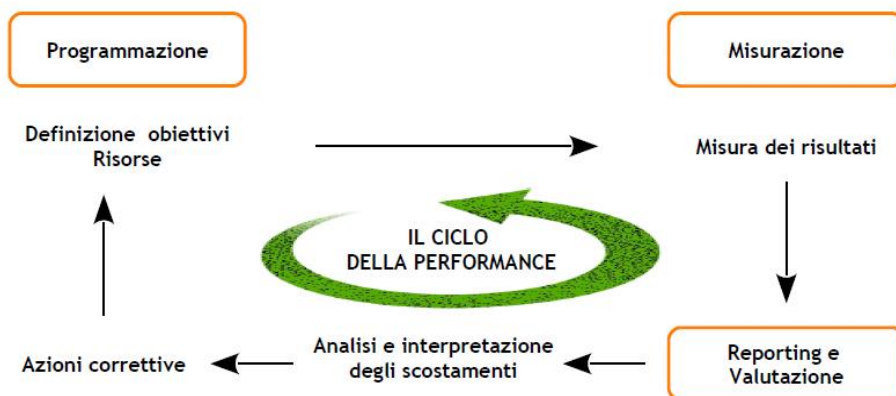 Programmazione
Misurazione
Definizione obiettivi
Risorse
Misura dei risultati
IL CICLO
DELLA PERFORMANCE
Azioni correttive
Analisi e interpretazione
degli scostamenti
Reporting e
Valutazione